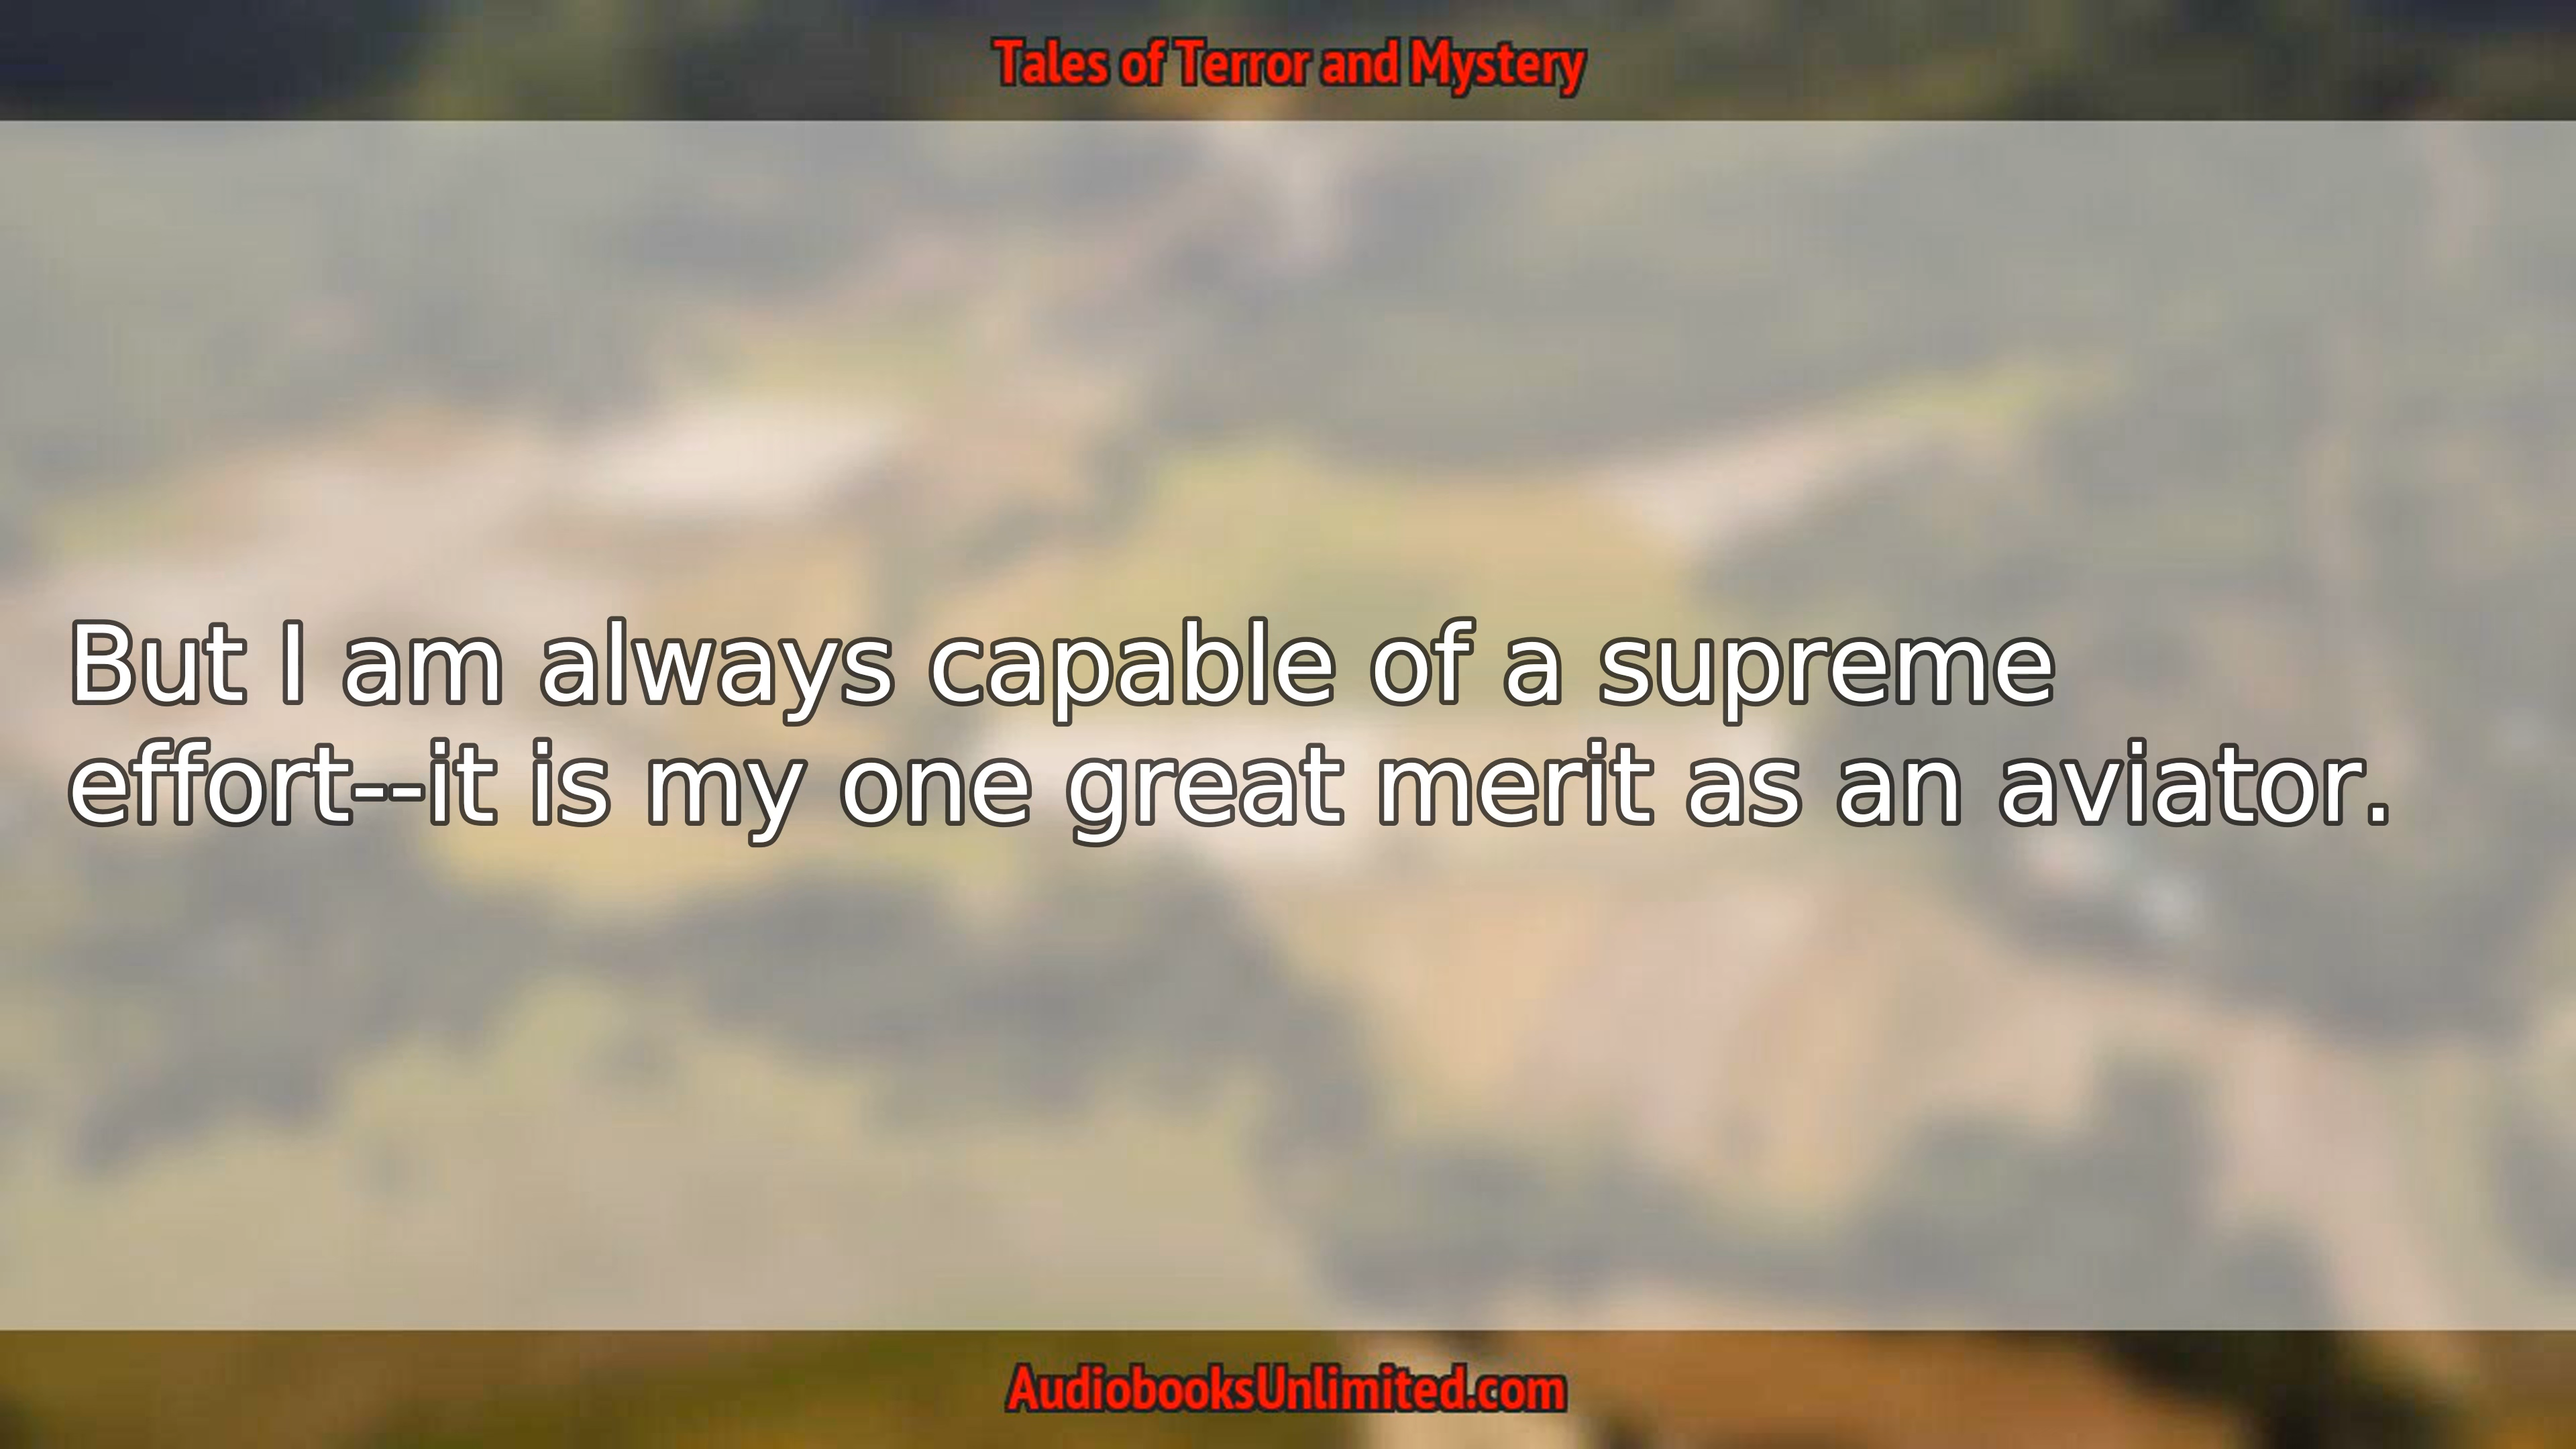 Tales of Terror and Mystery
But I am always capable of a supreme
effort--it is my one great merit as an aviator.
AudiobooksUnlimited.com